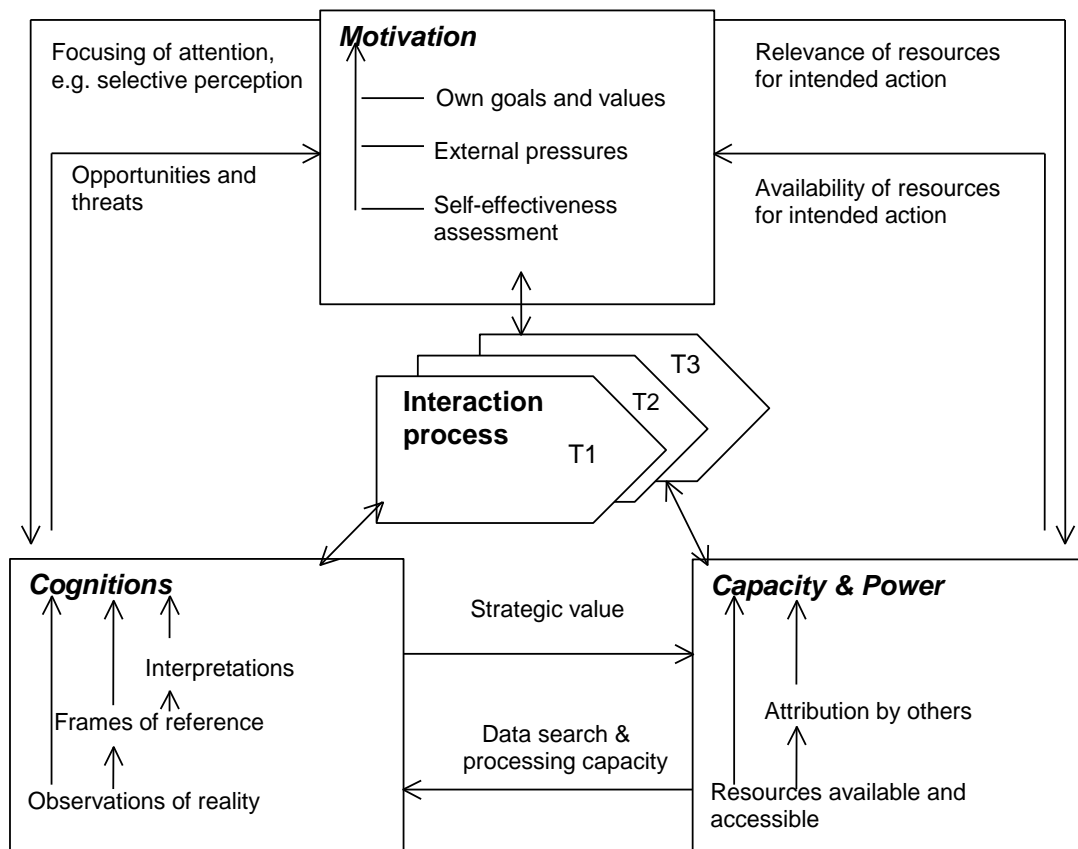 Motivation
Focusing of attention,
e.g. selective perception
Relevance of resources
for intended action
Own goals and values
External pressures
Opportunities and
threats
Availability of resources
for intended action
Self-effectiveness
assessment
T3
T2
Interaction
process
T1
Cognitions
Capacity & Power
Strategic value
Interpretations
Frames of reference
Attribution by others
Data search &
processing capacity
Observations of reality
Resources available and
accessible